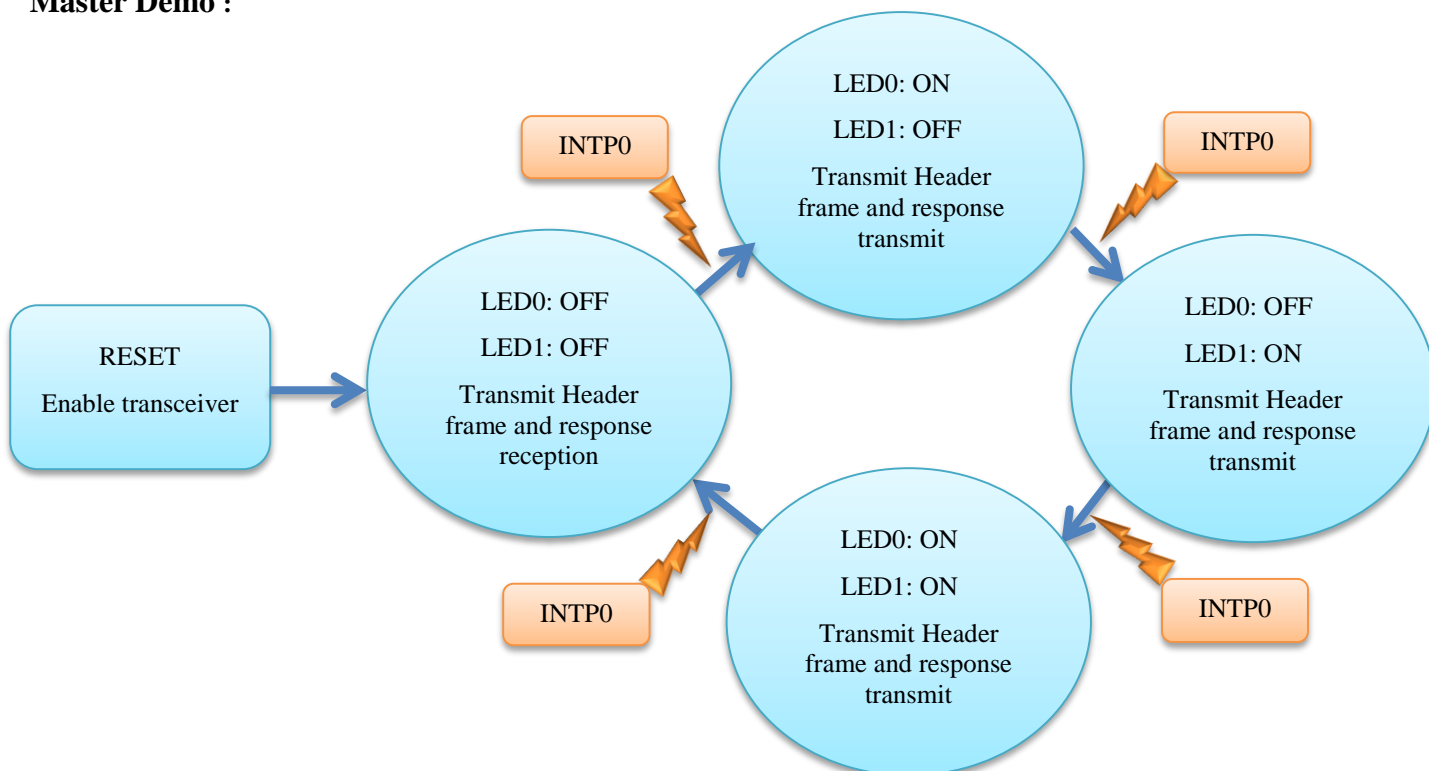 Master Demo :
LED0: ON
LED1: OFF
Transmit Header
frame and response
transmit
INTP0
INTP0
LED0: OFF
LED1: OFF
Transmit Header
frame and response
reception
RESET
Enable transceiver
LED0: OFF
LED1: ON
Transmit Header
frame and response
transmit
LED0: ON
LED1: ON
Transmit Header
frame and response
transmit
INTP0
INTP0